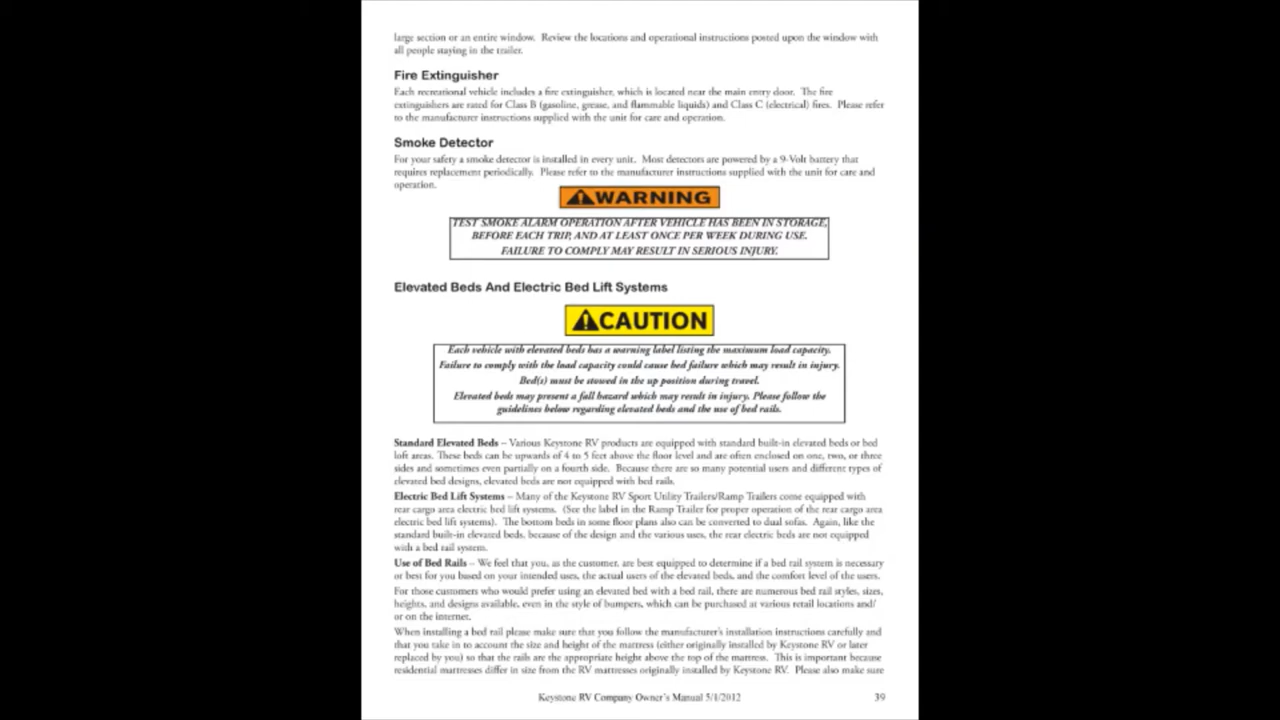 large section or an entire window. Review the locations and operational instructions posted upon the window with
all people staying in the trailer.
Fire Extinguisher
Each recreational vehicle includes a fire extinguisher, which is located near the main entry door. The fire
extinguishers are rated for Class B (gasoline, grease, and flammable liquids) and Class C (electrical) fires. Please refer
to the manufacturer instructions supplied with the unit for care and operation.
Smoke Detector
For your safety a smoke detector is installed in every unit. Most detectors are powered by a 9-Volt battery that
requires replacement periodically. Please refer to the manufacturer instructions supplied with the unit for care and
operation.
WARNING
TEST SMOKE ALARM OPERATION AFTER VEHICLE HAS BEEN IN STORAGE,
BEFORE EACH TRIP, AND AT LEAST ONCE PER WEEK DURING USE.
FAILURE TO COMPLY MAY RESULT IN SERIOUS INJURY.
Elevated Beds And Electric Bed Lift Systems
CAUTION
Each vehicle with elevated beds has a warning label listing the maximum load capacity.
Failure to comply with the load capacity could cause bed failure which may result in injury.
Bed(s) must be stowed in the up position during travel.
Elevated beds may present a fall hazard which may result in injury. Please follow the
guidelines below regarding elevated beds and the use of bed rails.
Standard Elevated Beds – Various Keystone RV products are equipped with standard built-in elevated beds or bed
loft areas. These beds can be upwards of 4 to 5 feet above the floor level and are often enclosed on one, two, or three
sides and sometimes even partially on a fourth side. Because there are so many potential users and different types of
elevated bed designs, elevated beds are not equipped with bed rails.
Electric Bed Lift Systems – Many of the Keystone RV Sport Utility Trailers/Ramp Trailers come equipped with
rear cargo area electric bed lift systems. (See the label in the Ramp Trailer for proper operation of the rear cargo area
electric bed lift systems). The bottom beds in some floor plans also can be converted to dual sofas. Again, like the
standard built-in elevated beds, because of the design and the various uses, the rear electric beds are not equipped
with a bed rail system.
Use of Bed Rails – We feel that you, as the customer, are best equipped to determine if a bed rail system is necessary
or best for you based on your intended uses, the actual users of the elevated beds, and the comfort level of the users.
For those customers who would prefer using an elevated bed with a bed rail, there are numerous bed rail styles, sizes,
heights, and designs available, even in the style of bumpers, which can be purchased at various retail locations and/
or on the internet.
When installing a bed rail please make sure that you follow the manufacturer's installation instructions carefully and
that you take in to account the size and height of the mattress (either originally installed by Keystone RV or later
replaced by you) so that the rails are the appropriate height above the top of the mattress. This is important because
residential mattresses differ in size from the RV mattresses originally installed by Keystone RV. Please also make sure
Keystone RV Company Owner's Manual 5/1/2012
39